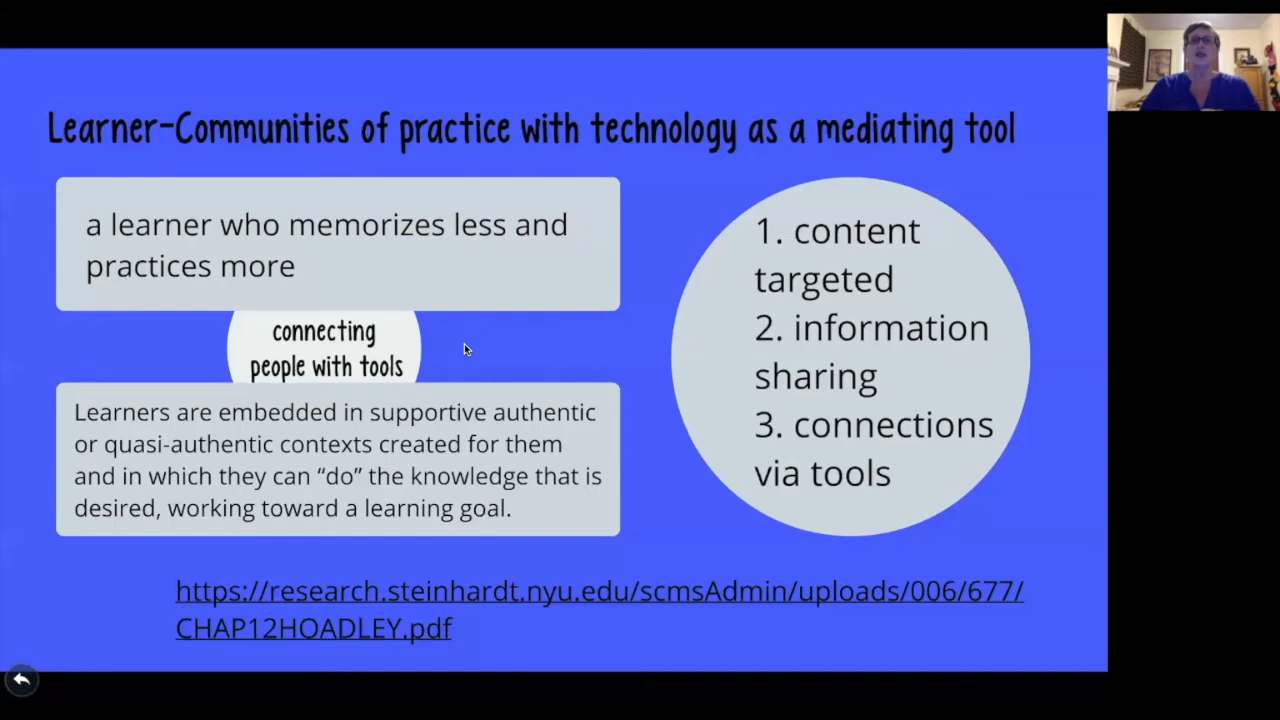 Learner-Communities of practice with technology as a mediating tool
a learner who memorizes less and
practices more
connecting
people with tools
Learners are embedded in supportive authentic
or quasi-authentic contexts created for them
and in which they can “do” the knowledge that is
desired, working toward a learning goal.
1. content
targeted
2. information
sharing
3. connections
via tools
https://research.steinhardt.nyu.edu/scmsAdmin/uploads/006/677/
CHAP12HOADLEY.pdf